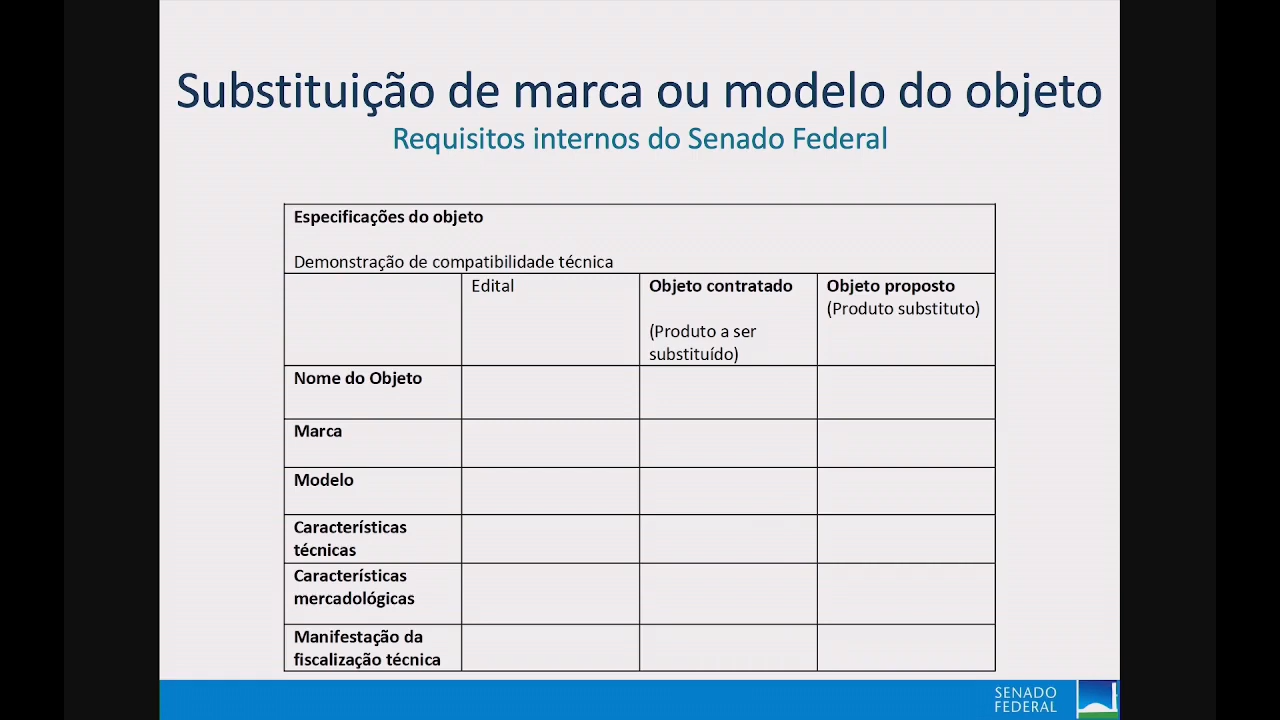 Substituição de marca ou modelo do objeto
Requisitos internos do Senado Federal
Especificações do objeto
Demonstração de compatibilidade técnica
Edital
Objeto contratado
(Produto a ser
substituído)
Objeto proposto
(Produto substituto)
Nome do Objeto
Marca
Modelo
Características
técnicas
Características
mercadológicas
Manifestação da
fiscalização técnica
SENADO
FEDERAL